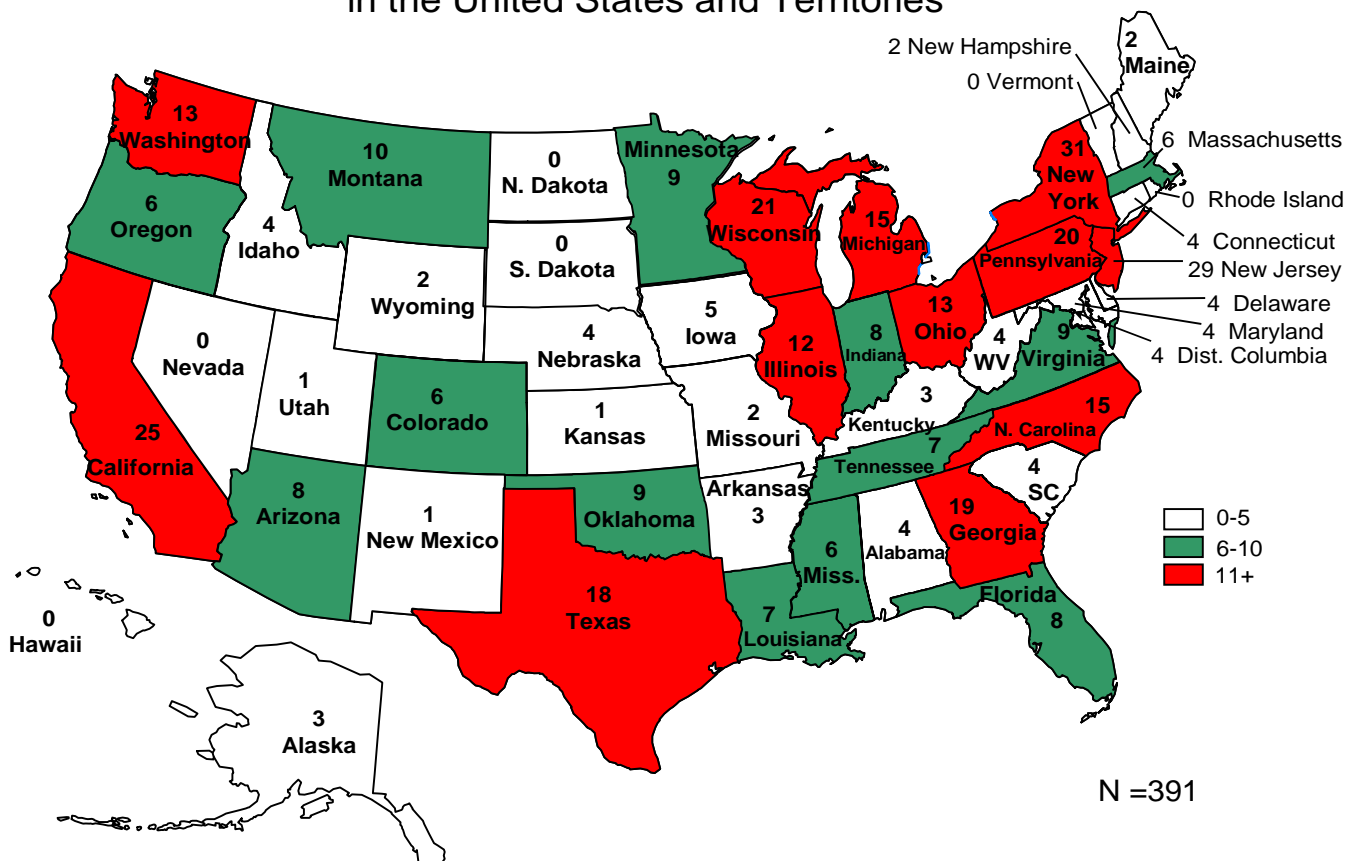 in the United States and Territories
2
Maine
2 New Hampshire
0 Vermont
6 Massachusetts
0 Rhode Island
4 Connecticut
29 New Jersey
4 Delaware
4 Maryland
4 Dist. Columbia
13
Washington
6
Oregon
4
Idaho
10
Montana
0
N. Dakota
Minnesota
9
21
Wisconsin
15
Michigan
31
New
York
20
Pennsylvania
0
S. Dakota
2
Wyoming
5
Iowa
12
Illinois
8
Indiana
13
Ohio
4
WV
9
Virginia
0
Nevada
1
Utah
6
Colorado
4
Nebraska
1
Kansas
2
Missouri
3
Kentucky
15
N. Carolina
7
Tennessee
4
SC
25
California
8
Arizona
1
New Mexico
9
Oklahoma
Arkansas
3
6
Miss.
4
Alabama
19
Georgia
18
Texas
7
Louisiana
Florida
8
0
Hawaii
3
Alaska
0-5
6-10
11+
N =391